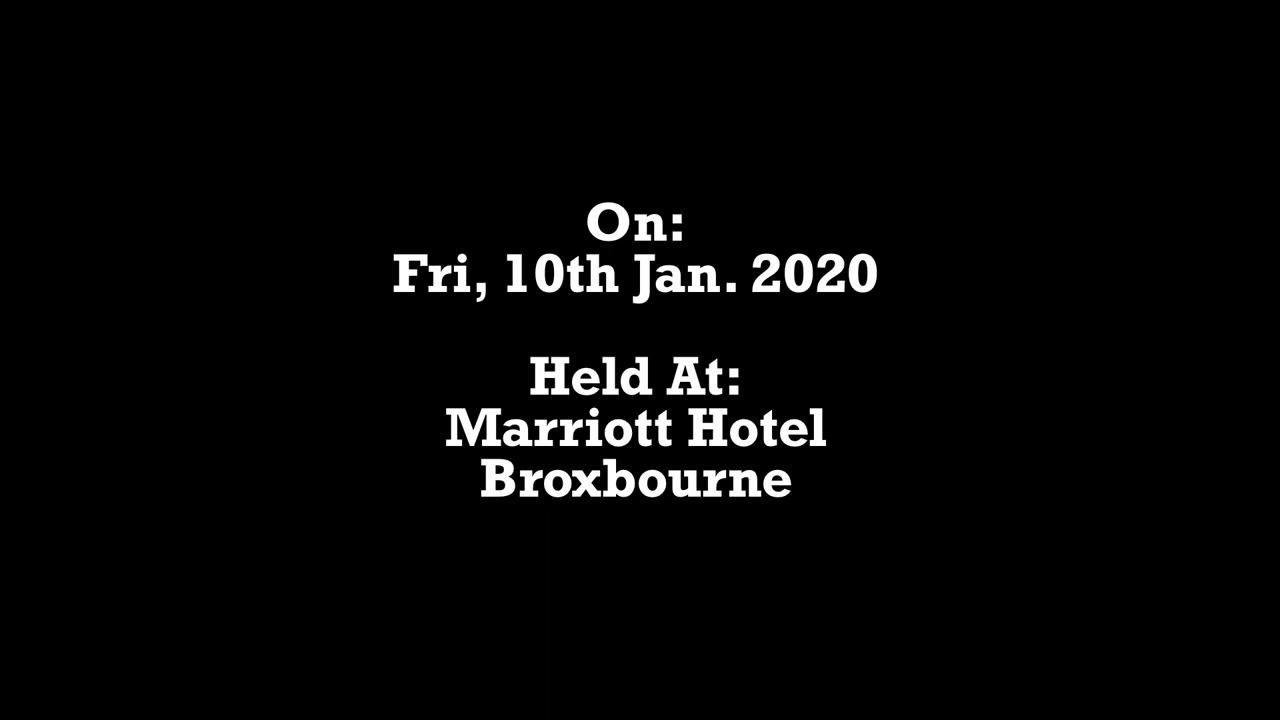 On:
Fri, 10th Jan. 2020
Held At:
Marriott Hotel
Broxbourne